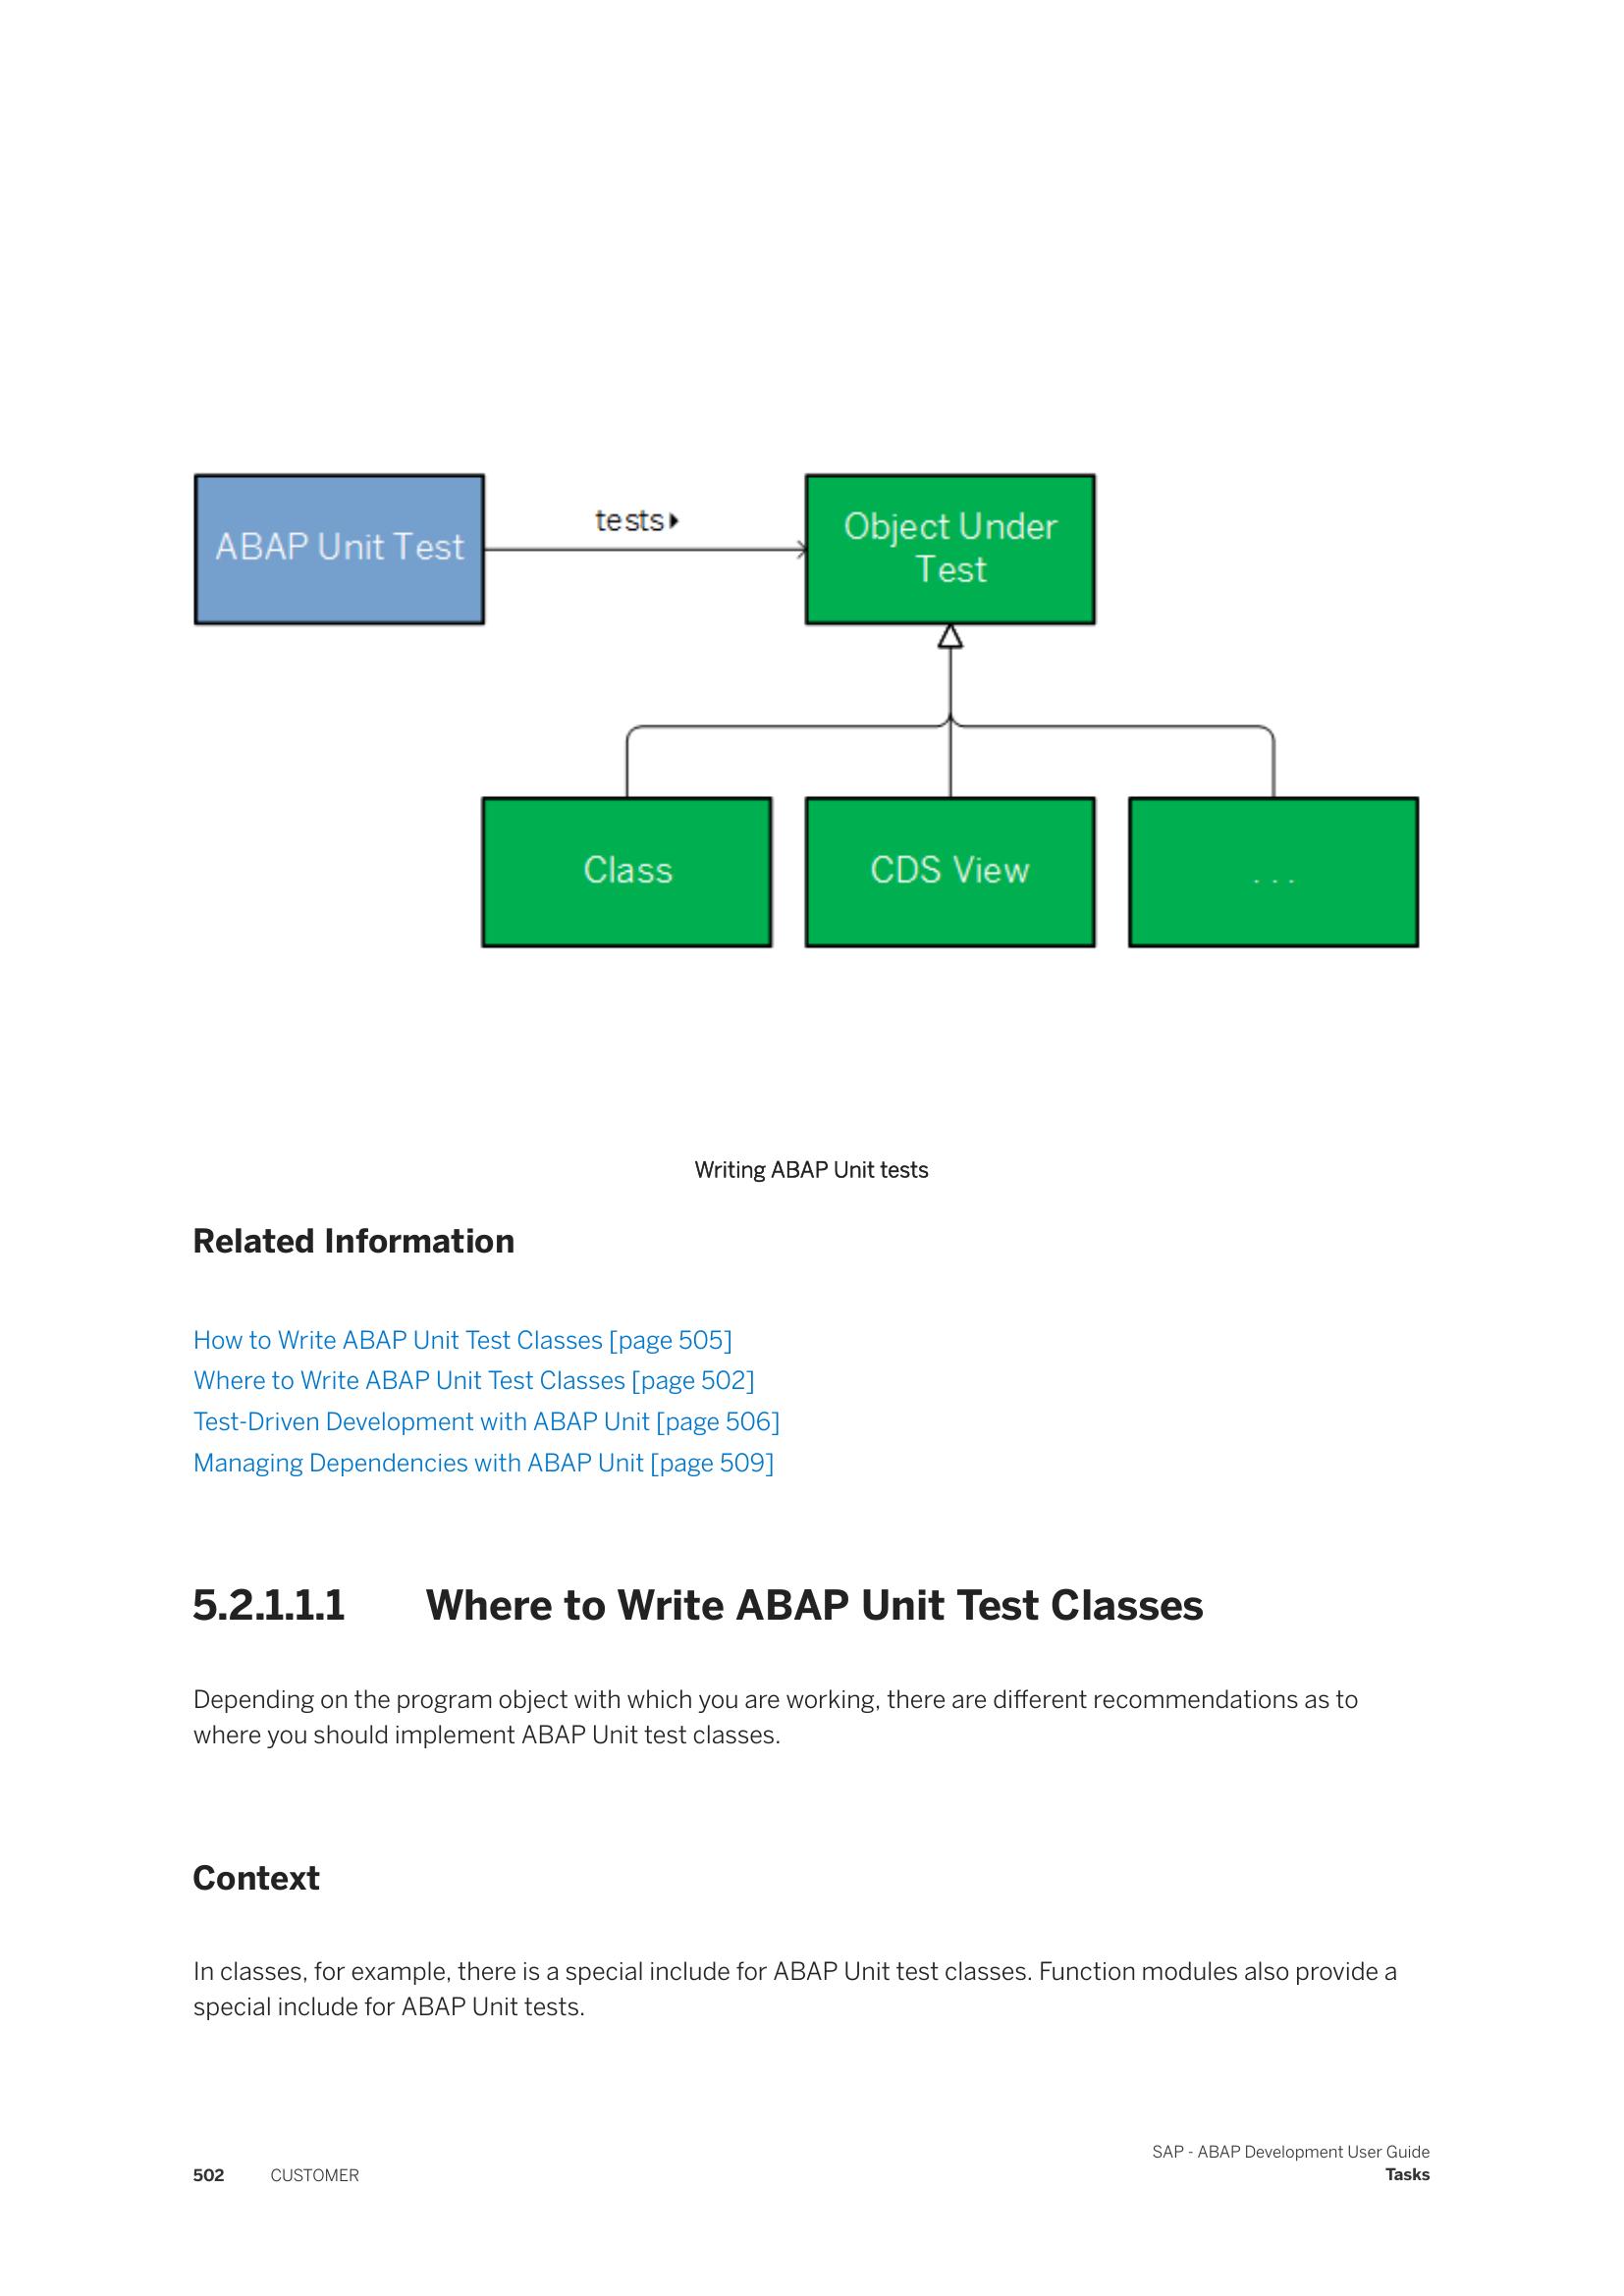 ABAP Unit Test
tests
Object Under
Test
Class
CDS View
...
Writing ABAP Unit tests
Related Information
How to Write ABAP Unit Test Classes [page 505]
Where to Write ABAP Unit Test Classes [page 502]
Test-Driven Development with ABAP Unit [page 506]
Managing Dependencies with ABAP Unit [page 509]
5.2.1.1.1 Where to Write ABAP Unit Test Classes
Depending on the program object with which you are working, there are different recommendations as to
where you should implement ABAP Unit test classes.
Context
In classes, for example, there is a special include for ABAP Unit test classes. Function modules also provide a
special include for ABAP Unit tests.
SAP - ABAP Development User Guide
502 CUSTOMER Tasks